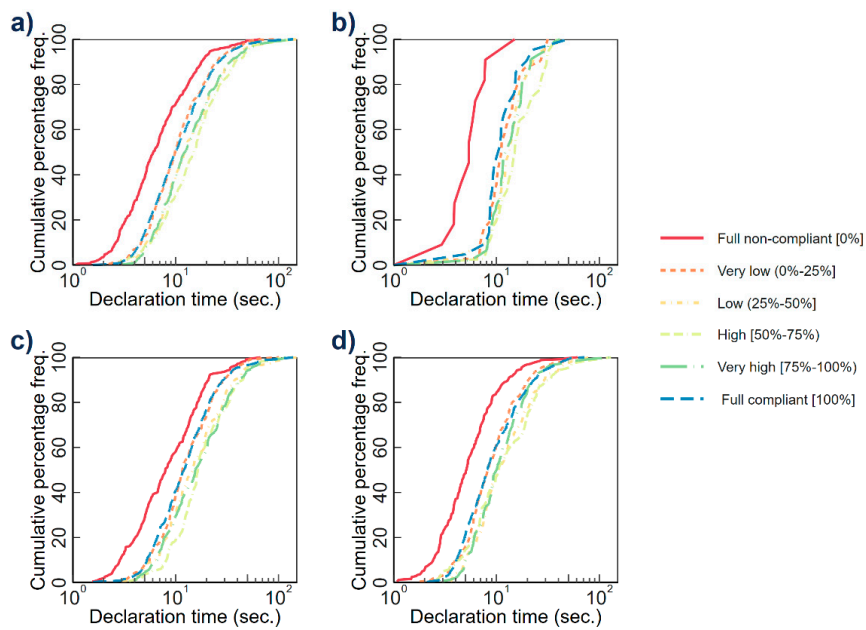 a)
b)
Cumulative percentage freq.
100
80
60
40
20
0
10^0
10^1
10^2
Declaration time (sec.)
Cumulative percentage freq.
100
80
60
40
20
0
10^0
10^1
10^2
Declaration time (sec.)
c)
d)
Cumulative percentage freq.
100
80
60
40
20
0
10^0
10^1
10^2
Declaration time (sec.)
Cumulative percentage freq.
100
80
60
40
20
0
10^0
10^1
10^2
Declaration time (sec.)
Full non-compliant [0%]
Very low (0%-25%]
Low (25%-50%]
High [50%-75%)
Very high [75%-100%)
Full compliant [100%]